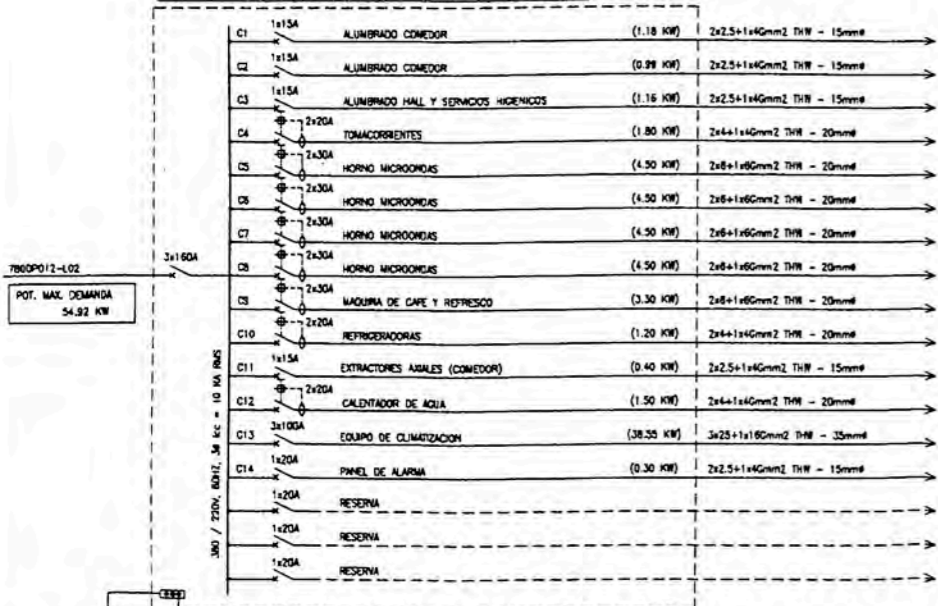 1x15A
C1 ALUMBRADO COMEDOR (1.18 KW) 2x2.5+1x4Gmm2 THW - 15mmø
1x15A
C2 ALUMBRADO COMEDOR (0.99 KW) 2x2.5+1x4Gmm2 THW - 15mmø
1x15A
C3 ALUMBRADO HALL Y SERVICIOS HIGIENICOS (1.16 KW) 2x2.5+1x4Gmm2 THW - 15mmø
2x20A
C4 TOMACORRIENTES (1.80 KW) 2x4+1x4Gmm2 THW - 20mmø
2x30A
C5 HORNO MICROONDAS (4.50 KW) 2x6+1x6Gmm2 THW - 20mmø
2x30A
C6 HORNO MICROONDAS (4.50 KW) 2x6+1x6Gmm2 THW - 20mmø
2x30A
C7 HORNO MICROONDAS (4.50 KW) 2x6+1x6Gmm2 THW - 20mmø
2x30A
7800P012-L02 3x160A C8 HORNO MICROONDAS (4.50 KW) 2x6+1x6Gmm2 THW - 20mmø
POT. MAX. DEMANDA
54.92 KW
2x30A
C9 MAQUINA DE CAFE Y REFRESCO (3.30 KW) 2x6+1x6Gmm2 THW - 20mmø
2x20A
C10 REFRIGERADORAS (1.20 KW) 2x4+1x4Gmm2 THW - 20mmø
1x15A
C11 EXTRACTORES AXIALES (COMEDOR) (0.40 KW) 2x2.5+1x4Gmm2 THW - 15mmø
2x20A
C12 CALENTADOR DE AGUA (1.50 KW) 2x4+1x4Gmm2 THW - 20mmø
3x100A
C13 EQUIPO DE CLIMATIZACION (38.55 KW) 3x25+1x16Gmm2 THW - 35mmø
1x20A
C14 PANEL DE ALARMA (0.30 KW) 2x2.5+1x4Gmm2 THW - 15mmø
1x20A
RESERVA
1x20A
RESERVA
1x20A
RESERVA
380 / 220V, 60HZ, 3ø Icc = 10 KA RMS